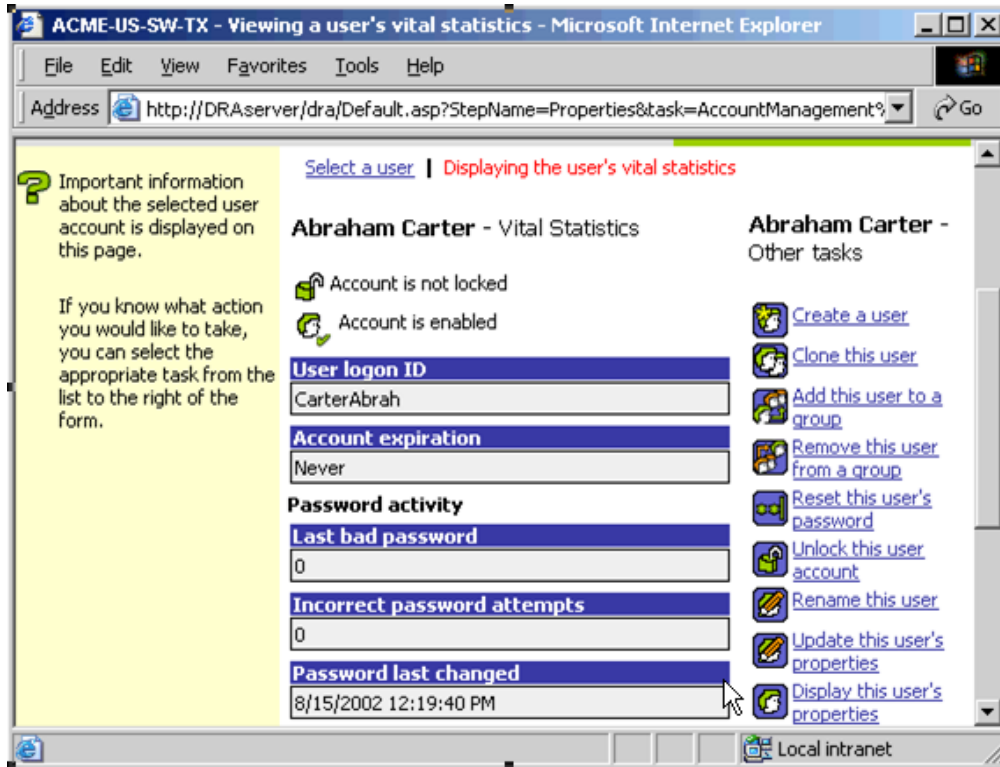 ACME-US-SW-TX - Viewing a user's vital statistics - Microsoft Internet Explorer
File Edit View Favorites Tools Help
Address http://DRAserver/dra/Default.asp?StepName=Properties&task=AccountManagement% Go
Important information
about the selected user
account is displayed on
this page.
If you know what action
you would like to take,
you can select the
appropriate task from the
list to the right of the
form.
Select a user | Displaying the user's vital statistics
Abraham Carter - Vital Statistics
Account is not locked
Account is enabled
User logon ID
CarterAbrah
Account expiration
Never
Password activity
Last bad password
0
Incorrect password attempts
0
Password last changed
8/15/2002 12:19:40 PM
Abraham Carter -
Other tasks
Create a user
Clone this user
Add this user to a
group
Remove this user
from a group
Reset this user's
password
Unlock this user
account
Rename this user
Update this user's
properties
Display this user's
properties
Local intranet